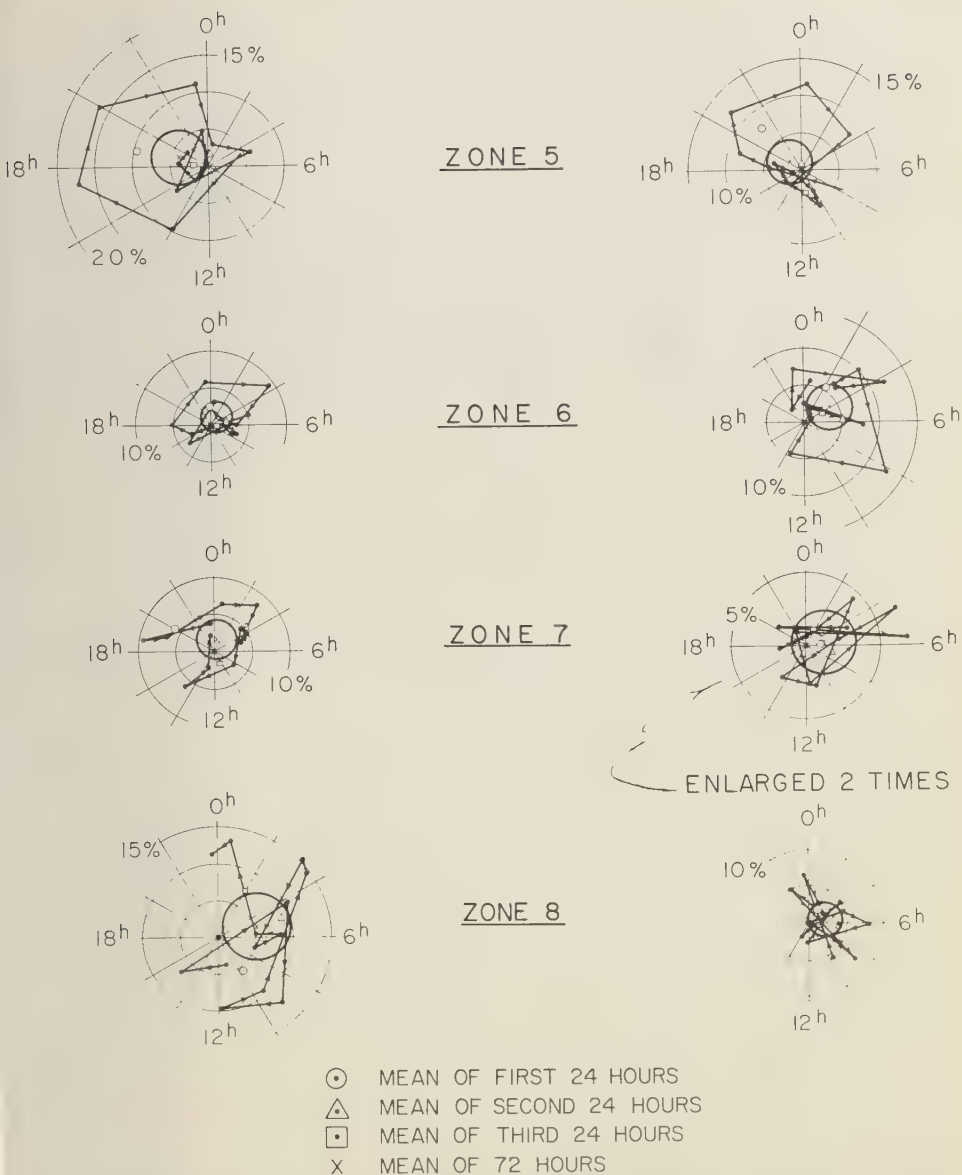 0h
15%
18h
6h
20%
12h
ZONE 5
0h
15%
18h
10%
6h
12h
0h
18h
6h
10%
12h
ZONE 6
0h
18h
6h
10%
12h
0h
18h
6h
10%
12h
ZONE 7
0h
5%
18h
6h
12h
ENLARGED 2 TIMES
0h
15%
18h
6h
12h
ZONE 8
0h
10%
18h
6h
12h
MEAN OF FIRST 24 HOURS
MEAN OF SECOND 24 HOURS
MEAN OF THIRD 24 HOURS
X MEAN OF 72 HOURS